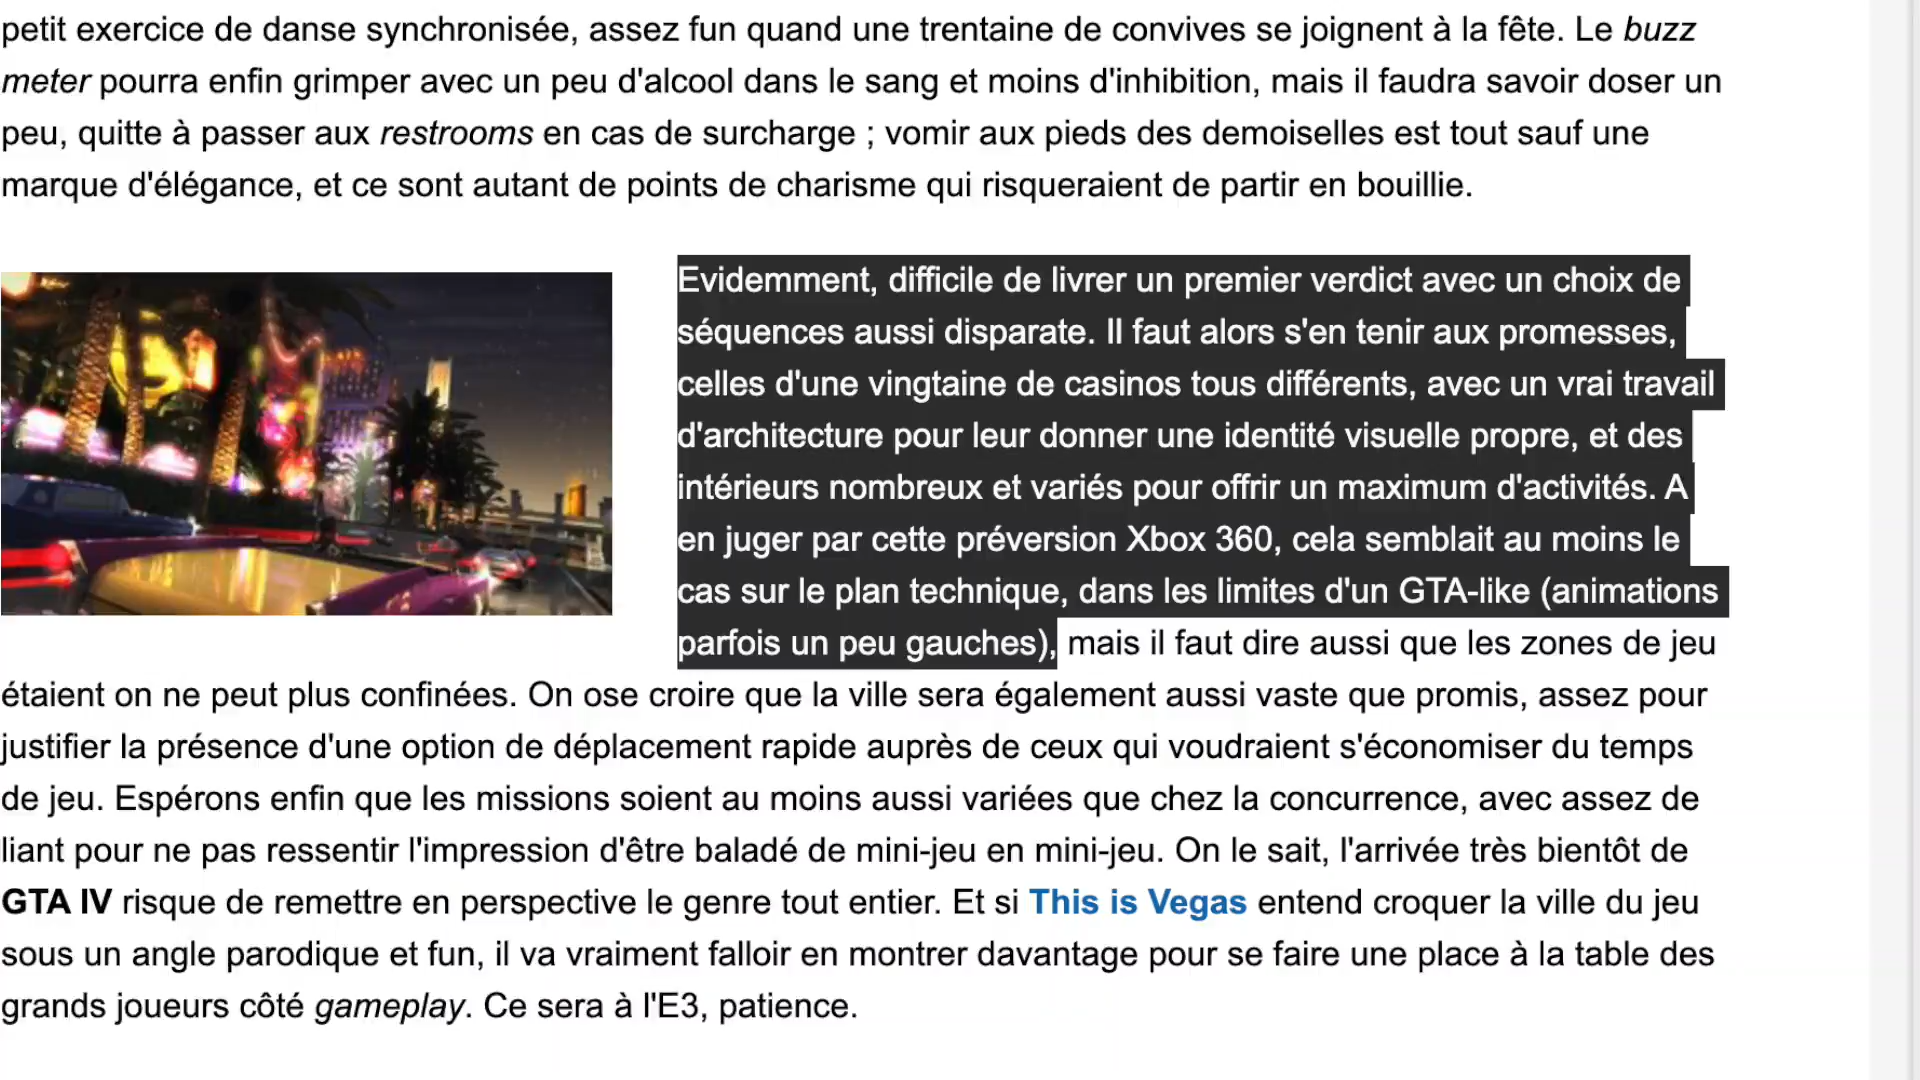 petit exercice de danse synchronisée, assez fun quand une trentaine de convives se joignent à la fête. Le buzz
meter pourra enfin grimper avec un peu d'alcool dans le sang et moins d'inhibition, mais il faudra savoir doser un
peu, quitte à passer aux restrooms en cas de surcharge ; vomir aux pieds des demoiselles est tout sauf une
marque d'élégance, et ce sont autant de points de charisme qui risqueraient de partir en bouillie.
Evidemment, difficile de livrer un premier verdict avec un choix de
séquences aussi disparate. Il faut alors s'en tenir aux promesses,
celles d'une vingtaine de casinos tous différents, avec un vrai travail
d'architecture pour leur donner une identité visuelle propre, et des
intérieurs nombreux et variés pour offrir un maximum d'activités. A
en juger par cette préversion Xbox 360, cela semblait au moins le
cas sur le plan technique, dans les limites d'un GTA-like (animations
parfois un peu gauches), mais il faut dire aussi que les zones de jeu
étaient on ne peut plus confinées. On ose croire que la ville sera également aussi vaste que promis, assez pour
justifier la présence d'une option de déplacement rapide auprès de ceux qui voudraient s'économiser du temps
de jeu. Espérons enfin que les missions soient au moins aussi variées que chez la concurrence, avec assez de
liant pour ne pas ressentir l'impression d'être baladé de mini-jeu en mini-jeu. On le sait, l'arrivée très bientôt de
GTA IV risque de remettre en perspective le genre tout entier. Et si This is Vegas entend croquer la ville du jeu
sous un angle parodique et fun, il va vraiment falloir en montrer davantage pour se faire une place à la table des
grands joueurs côté gameplay. Ce sera à l'E3, patience.